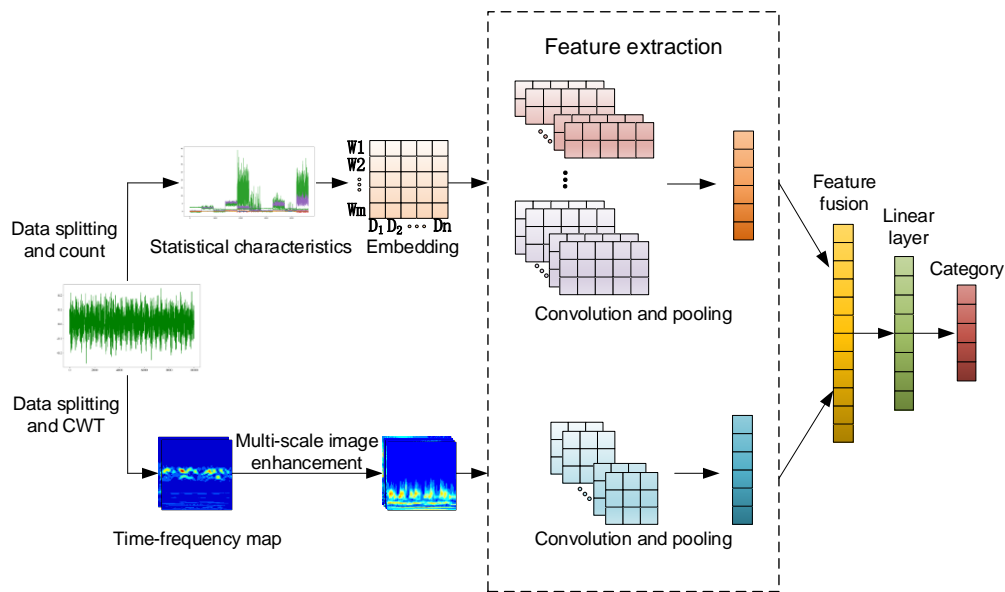 Feature extraction
W1
W2
Wm
D1 D2 Dn
Data splitting
and count
Statistical characteristics
Embedding
Convolution and pooling
Feature
fusion
Linear
layer
Category
Data splitting
and CWT
Multi-scale image
enhancement
Time-frequency map
Convolution and pooling